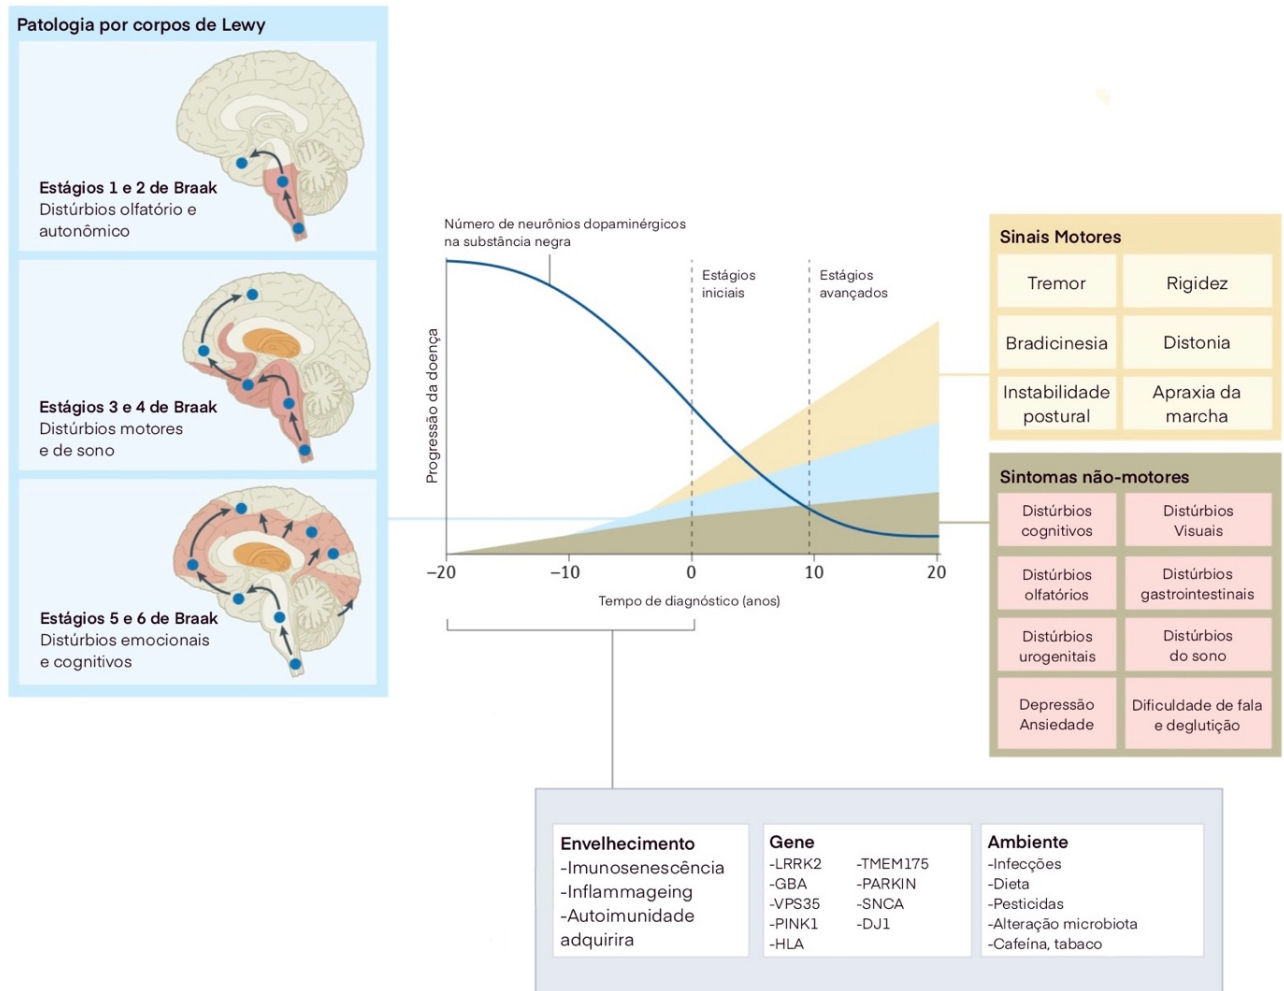 Patologia por corpos de Lewy
Estágios 1 e 2 de Braak
Distúrbios olfatório e
autonômico
Estágios 3 e 4 de Braak
Distúrbios motores
e de sono
Estágios 5 e 6 de Braak
Distúrbios emocionais
e cognitivos
Número de neurônios dopaminérgicos
na substância negra
Estágios
iniciais
Estágios
avançados
Progressão da doença
−20
−10
0
10
20
Tempo de diagnóstico (anos)
Sinais Motores
Tremor
Rigidez
Bradicinesia
Distonia
Instabilidade
postural
Apraxia da
marcha
Sintomas não-motores
Distúrbios
cognitivos
Distúrbios
Visuais
Distúrbios
olfatórios
Distúrbios
gastrointestinais
Distúrbios
urogenitais
Distúrbios
do sono
Depressão
Ansiedade
Dificuldade de fala
e deglutição
Envelhecimento
-Imunosenescência
-Inflammageing
-Autoimunidade
adquirira
Gene
-LRRK2
-GBA
-VPS35
-PINK1
-HLA
-TMEM175
-PARKIN
-SNCA
-DJ1
Ambiente
-Infecções
-Dieta
-Pesticidas
-Alteração microbiota
-Cafeína, tabaco